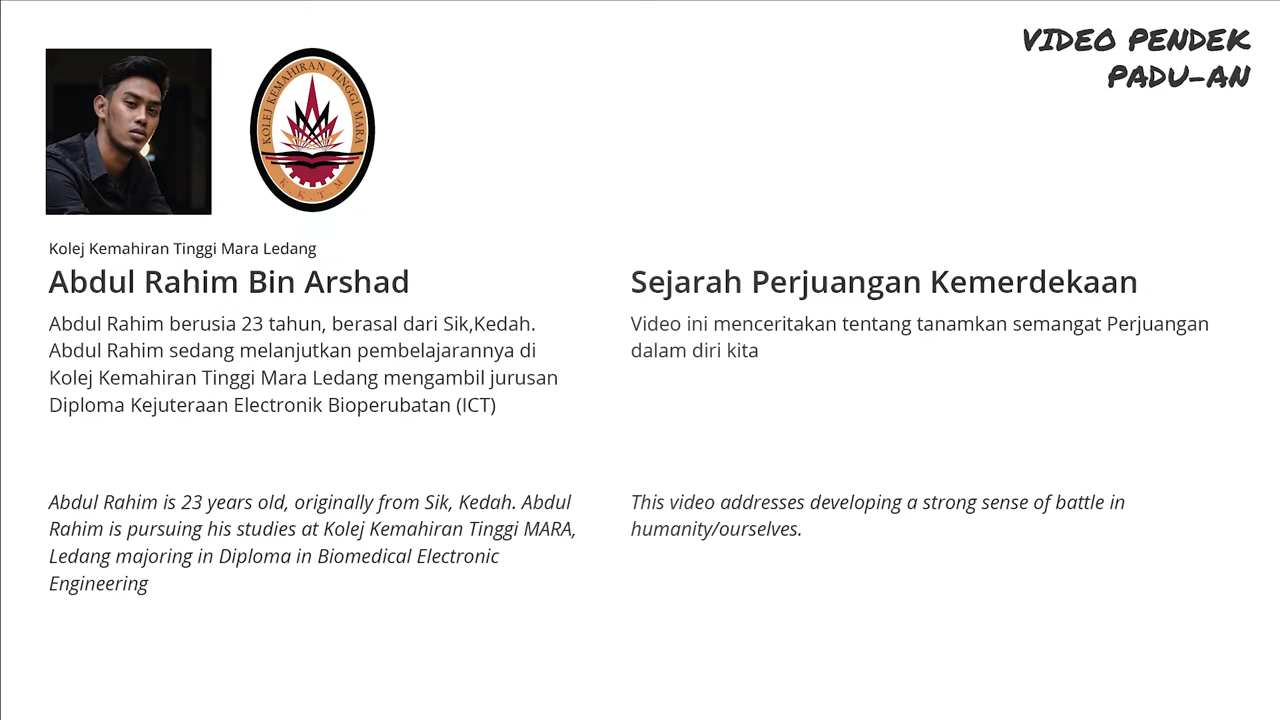 VIDEO PENDEK
PADU-AN
KOLEJ KEMAHIRAN TINGGI MARA
K.K.T.M
Kolej Kemahiran Tinggi Mara Ledang
Abdul Rahim Bin Arshad
Abdul Rahim berusia 23 tahun, berasal dari Sik,Kedah.
Abdul Rahim sedang melanjutkan pembelajarannya di
Kolej Kemahiran Tinggi Mara Ledang mengambil jurusan
Diploma Kejuteraan Electronik Bioperubatan (ICT)
Abdul Rahim is 23 years old, originally from Sik, Kedah. Abdul
Rahim is pursuing his studies at Kolej Kemahiran Tinggi MARA,
Ledang majoring in Diploma in Biomedical Electronic
Engineering
Sejarah Perjuangan Kemerdekaan
Video ini menceritakan tentang tanamkan semangat Perjuangan
dalam diri kita
This video addresses developing a strong sense of battle in
humanity/ourselves.